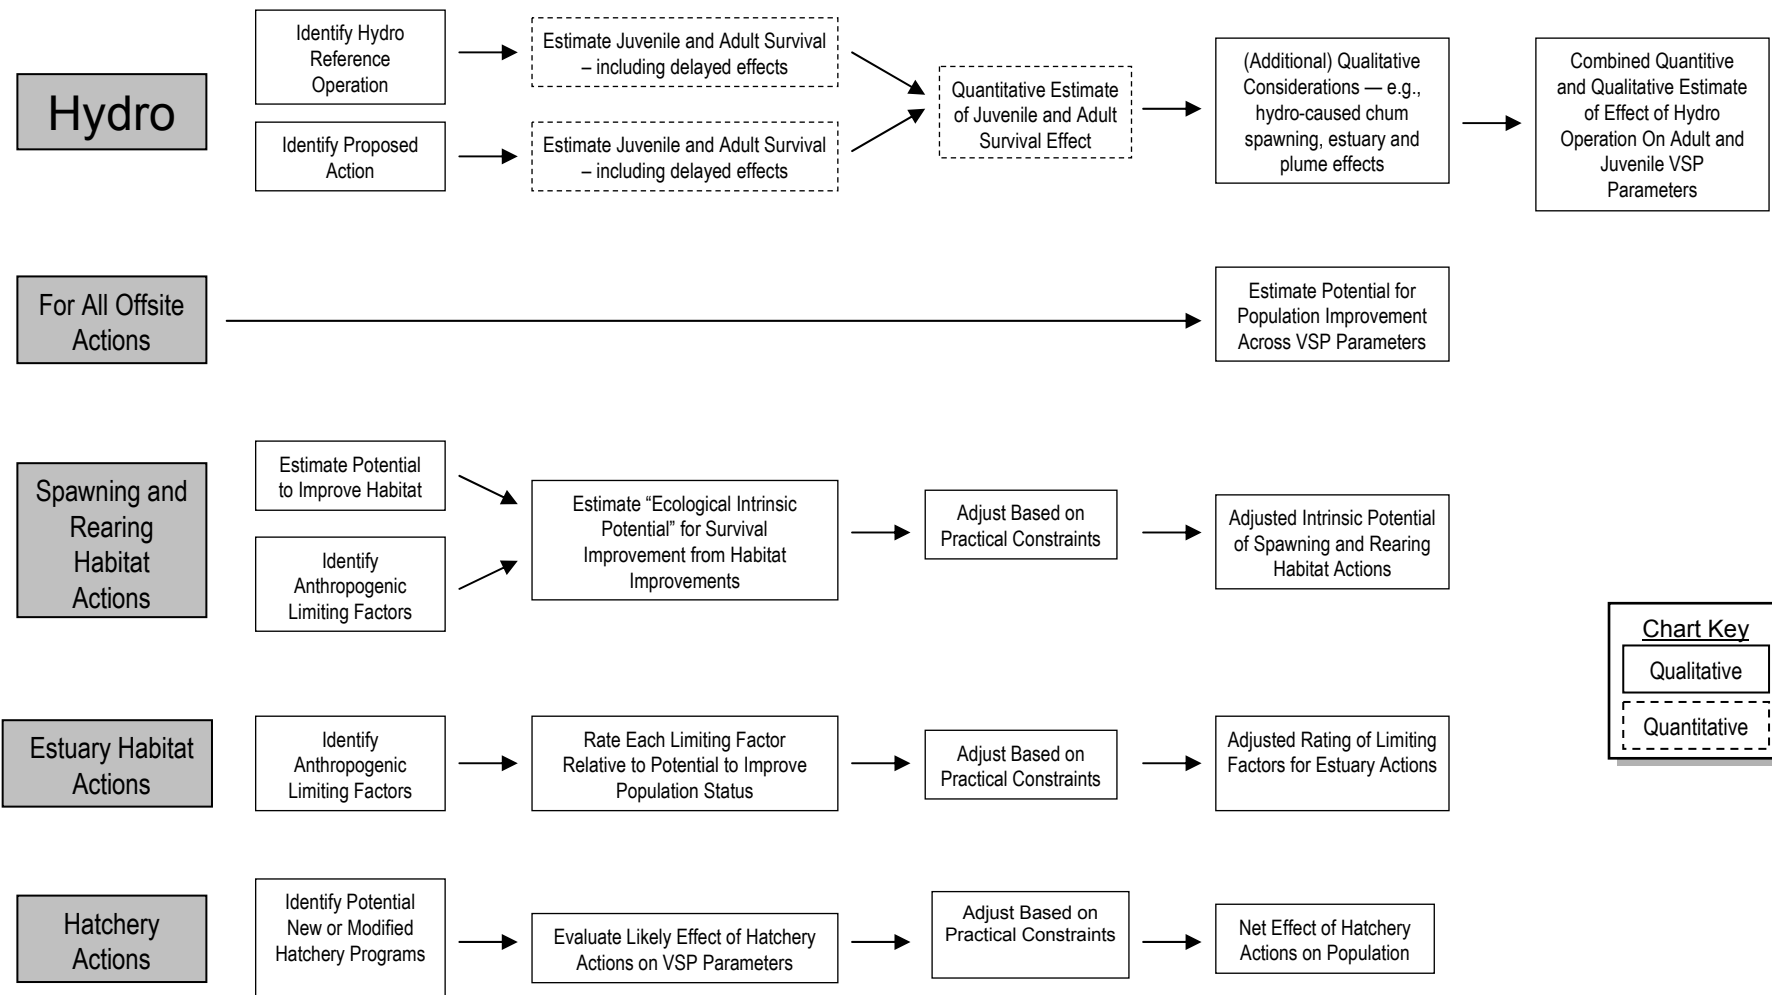 Hydro
Identify Hydro
Reference
Operation
Identify Proposed
Action
Estimate Juvenile and Adult Survival
– including delayed effects
Estimate Juvenile and Adult Survival
– including delayed effects
Quantitative Estimate
of Juvenile and Adult
Survival Effect
(Additional) Qualitative
Considerations — e.g.,
hydro-caused chum
spawning, estuary and
plume effects
Combined Quantitive
and Qualitative Estimate
of Effect of Hydro
Operation On Adult and
Juvenile VSP
Parameters
For All Offsite
Actions
Estimate Potential for
Population Improvement
Across VSP Parameters
Spawning and
Rearing
Habitat
Actions
Estimate Potential
to Improve Habitat
Identify
Anthropogenic
Limiting Factors
Estimate “Ecological Intrinsic
Potential” for Survival
Improvement from Habitat
Improvements
Adjust Based on
Practical Constraints
Adjusted Intrinsic Potential
of Spawning and Rearing
Habitat Actions
Chart Key
Qualitative
Quantitative
Estuary Habitat
Actions
Identify
Anthropogenic
Limiting Factors
Rate Each Limiting Factor
Relative to Potential to Improve
Population Status
Adjust Based on
Practical Constraints
Adjusted Rating of Limiting
Factors for Estuary Actions
Hatchery
Actions
Identify Potential
New or Modified
Hatchery Programs
Evaluate Likely Effect of Hatchery
Actions on VSP Parameters
Adjust Based on
Practical Constraints
Net Effect of Hatchery
Actions on Population